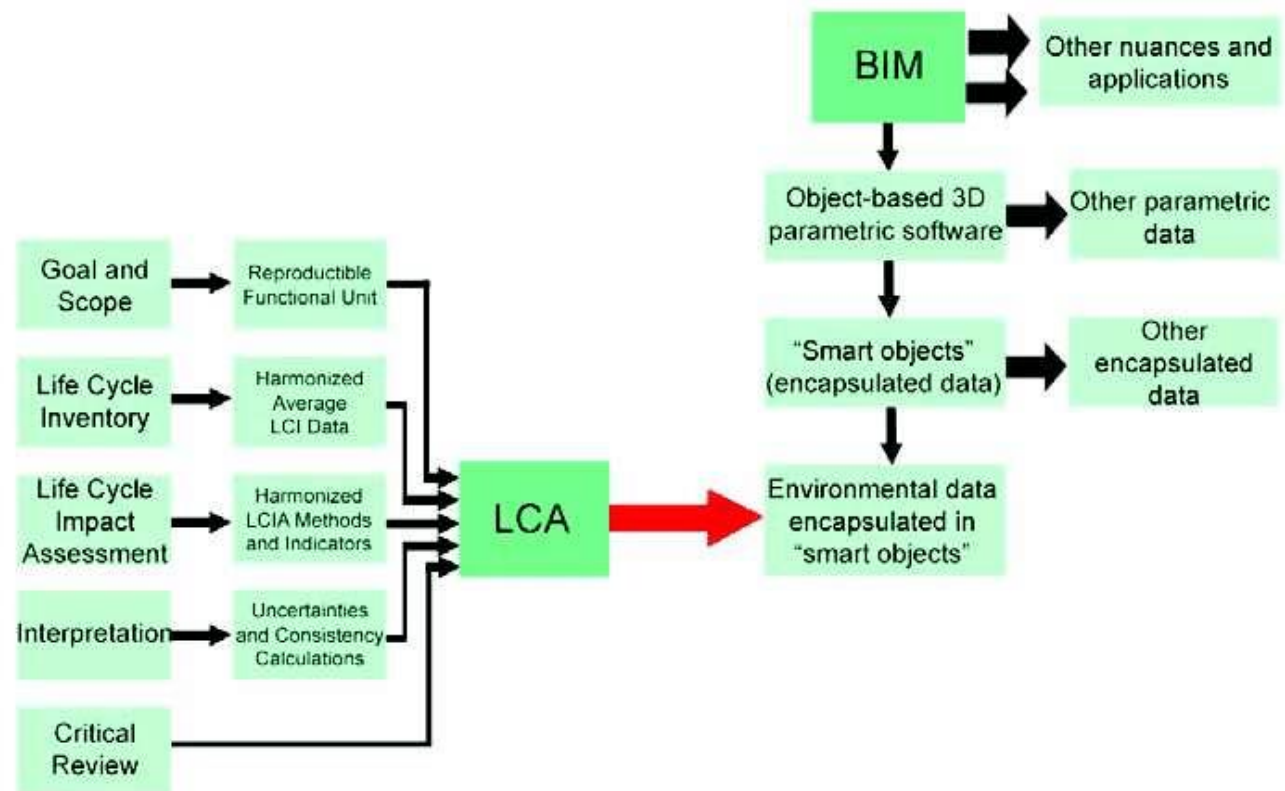 BIM
Other nuances and
applications
Object-based 3D
parametric software
Other parametric
data
Goal and
Scope
Reproductible
Functional Unit
“Smart objects”
(encapsulated data)
Other
encapsulated
data
Life Cycle
Inventory
Harmonized
Average
LCI Data
Life Cycle
Impact
Assessment
Harmonized
LCIA Methods
and Indicators
LCA
Environmental data
encapsulated in
“smart objects”
Interpretation
Uncertainties
and Consistency
Calculations
Critical
Review